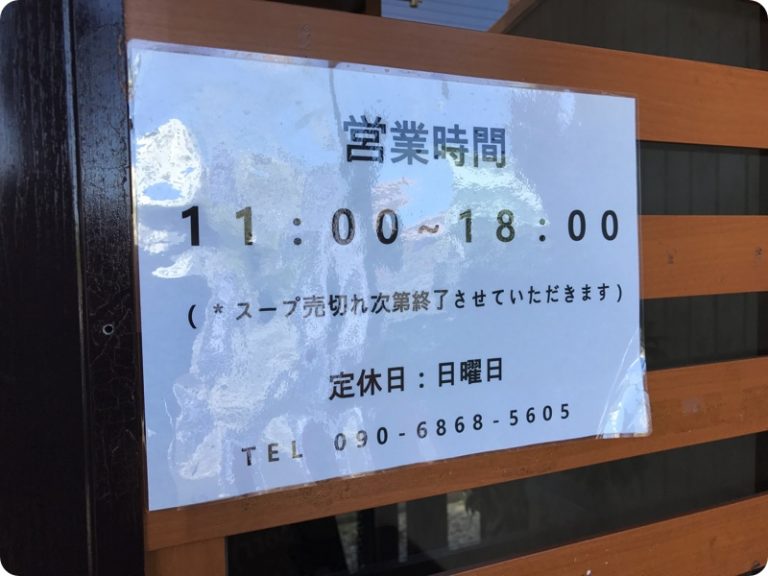 営業時間
11:00~18:00
(*スープ売切れ次第終了させていただきます)
定休日:日曜日
TEL 090-6868-5605